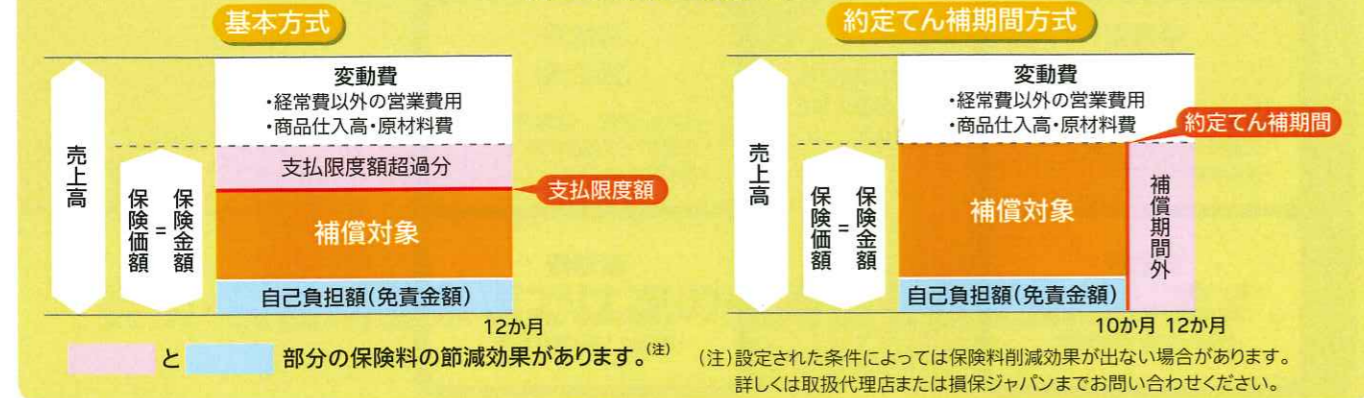 基本方式
変動費
・経常費以外の営業費用
・商品仕入高・原材料費
売上高
保険価額
=
保険金額
支払限度額超過分
支払限度額
補償対象
自己負担額(免責金額)
12か月
と 部分の保険料の節減効果があります。(注)
約定てん補期間方式
変動費
・経常費以外の営業費用
・商品仕入高・原材料費
約定てん補期間
売上高
保険価額
=
保険金額
補償対象
補償期間外
自己負担額(免責金額)
10か月 12か月
(注)設定された条件によっては保険料削減効果が出ない場合があります。
詳しくは取扱代理店または損保ジャパンまでお問い合わせください。